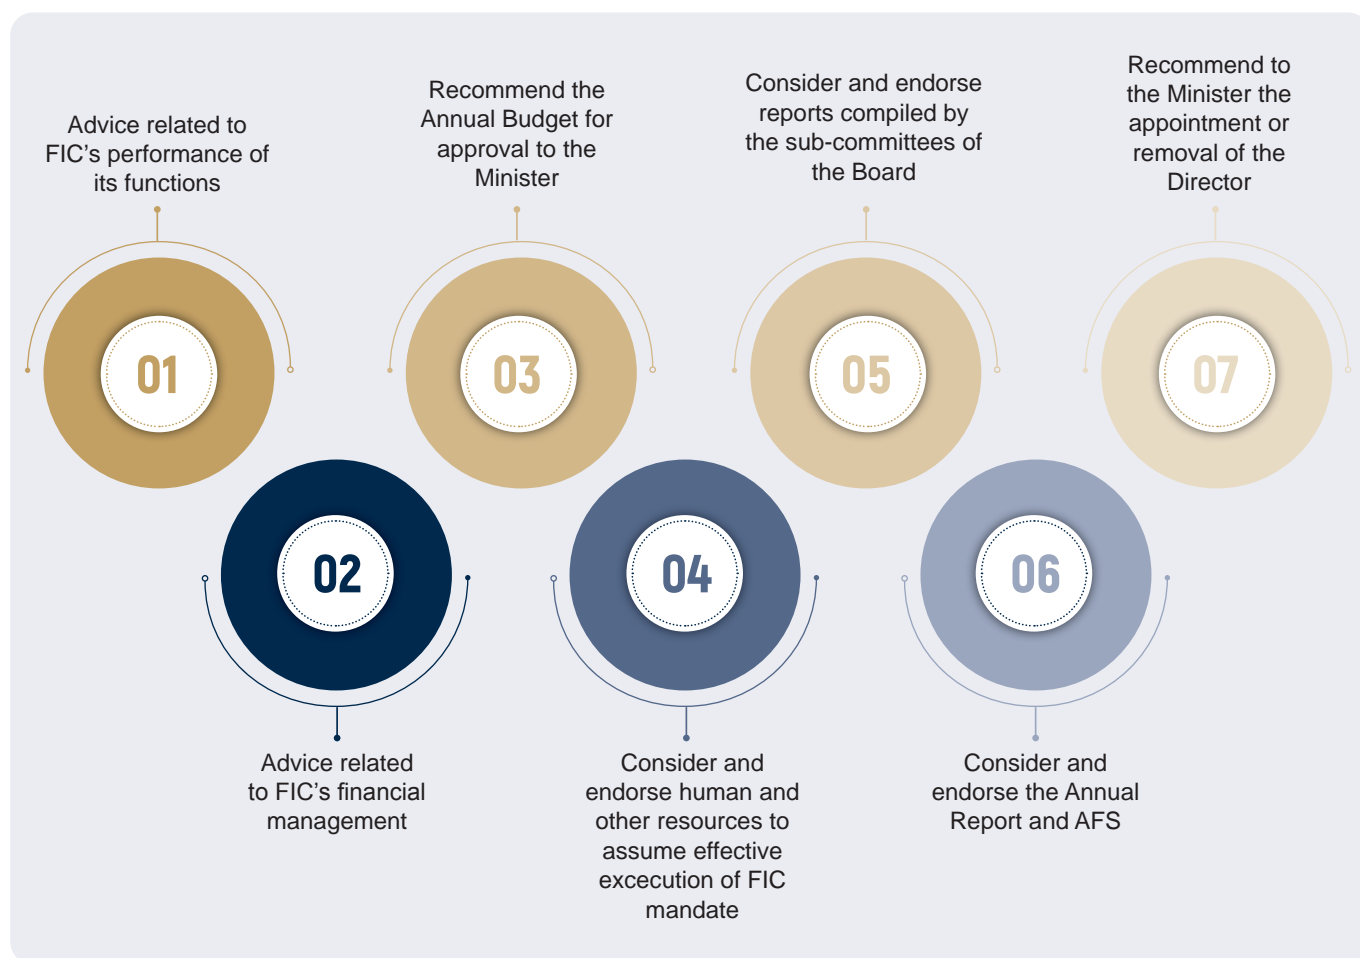 Advice related to
FIC’s performance of
its functions
01
Advice related
to FIC’s financial
management
02
Recommend the
Annual Budget for
approval to the
Minister
03
Consider and
endorse human and
other resources to
assume effective
excecution of FIC
mandate
04
Consider and endorse
reports compiled by
the sub-committees of
the Board
05
Consider and
endorse the Annual
Report and AFS
06
Recommend to
the Minister the
appointment or
removal of the
Director
07